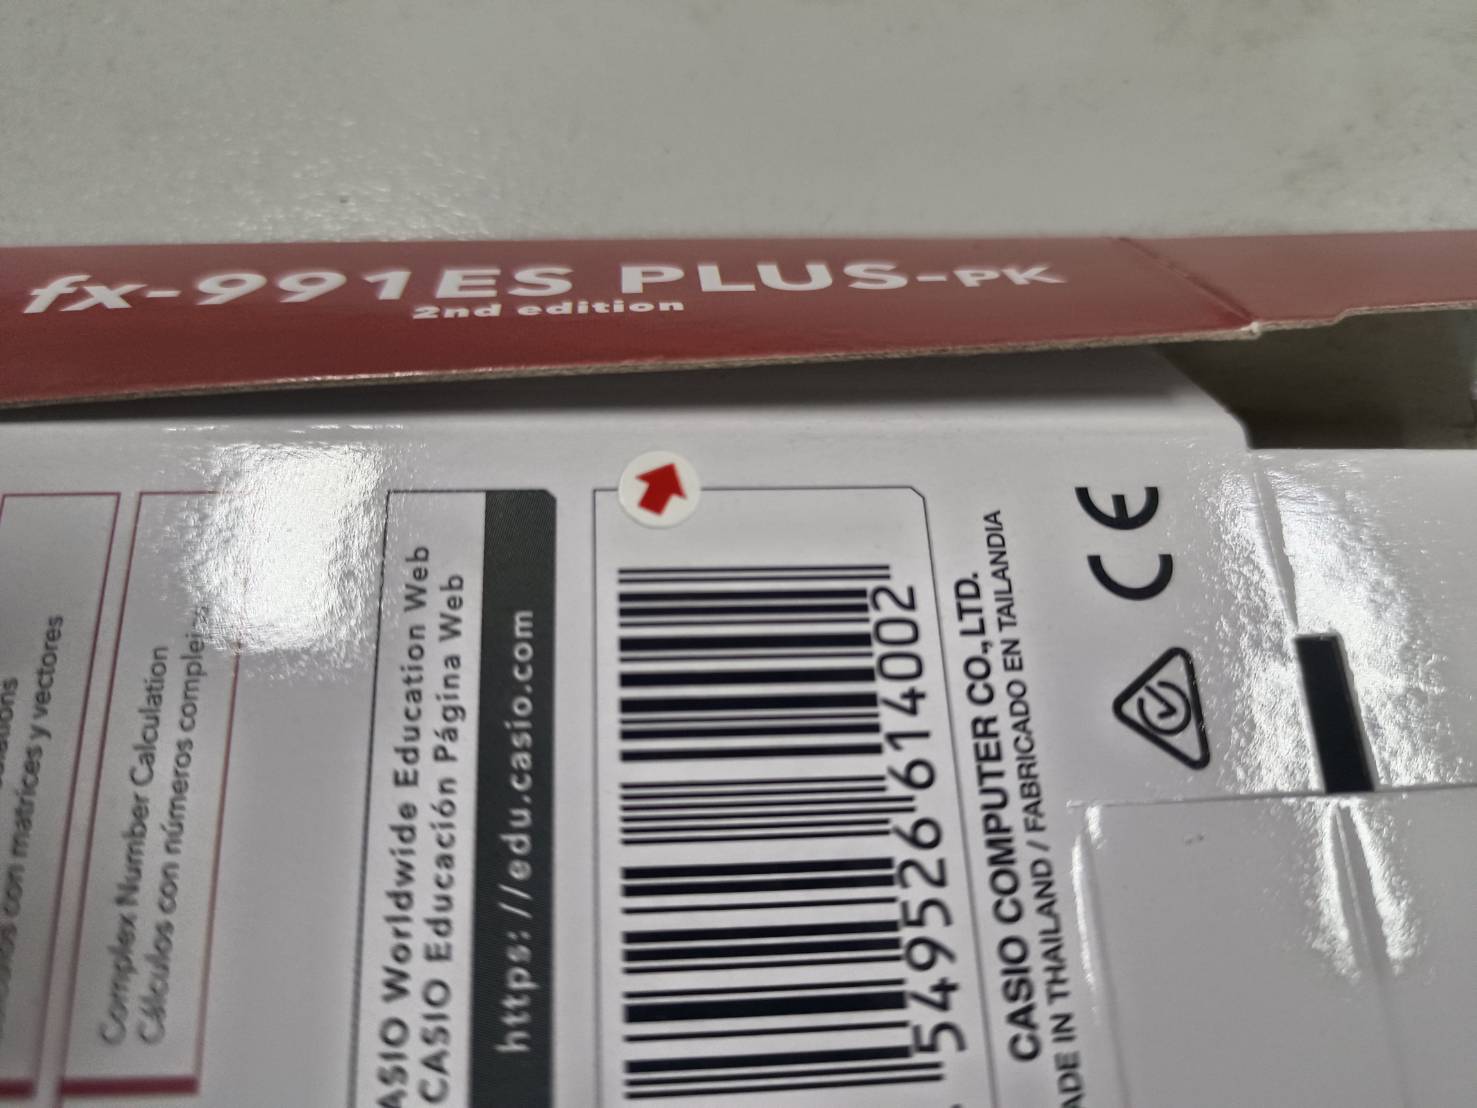 fx-991ES PLUS-PK
2nd edition
con matrices y vectores
Complex Number Calculation
Cálculos con números
CASIO Worldwide Education Web
CASIO Educación Página Web
https://edu.casio.com
549526 614002
CASIO COMPUTER CO.,LTD.
MADE IN THAILAND / FABRICADO EN TAILANDIA
CE